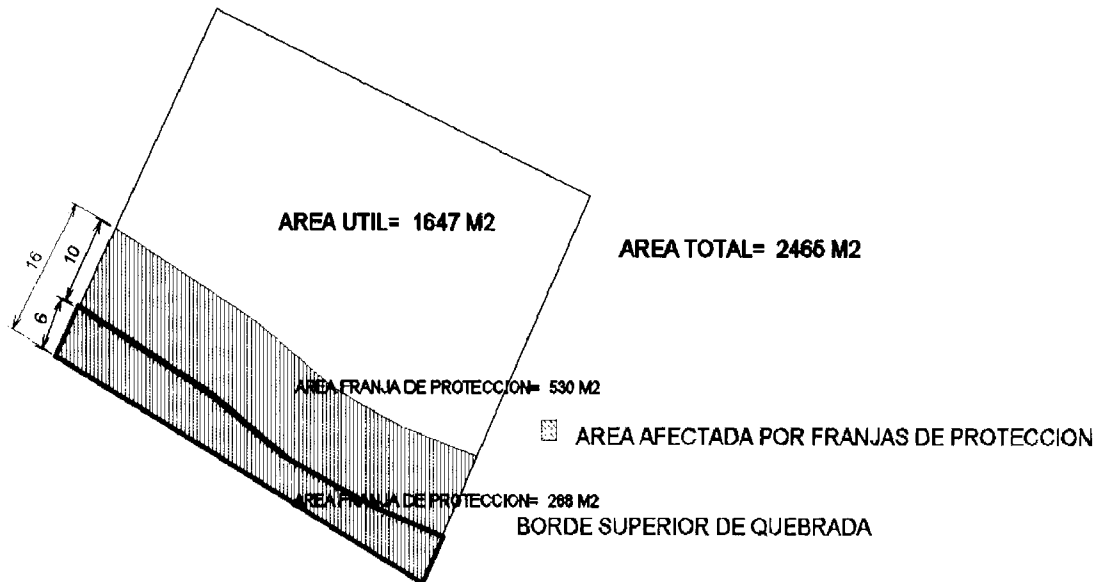 AREA UTIL= 1647 M2
AREA TOTAL= 2465 M2
16
10
6
AREA FRANJA DE PROTECCION= 530 M2
AREA AFECTADA POR FRANJAS DE PROTECCION
AREA FRANJA DE PROTECCION= 288 M2
BORDE SUPERIOR DE QUEBRADA